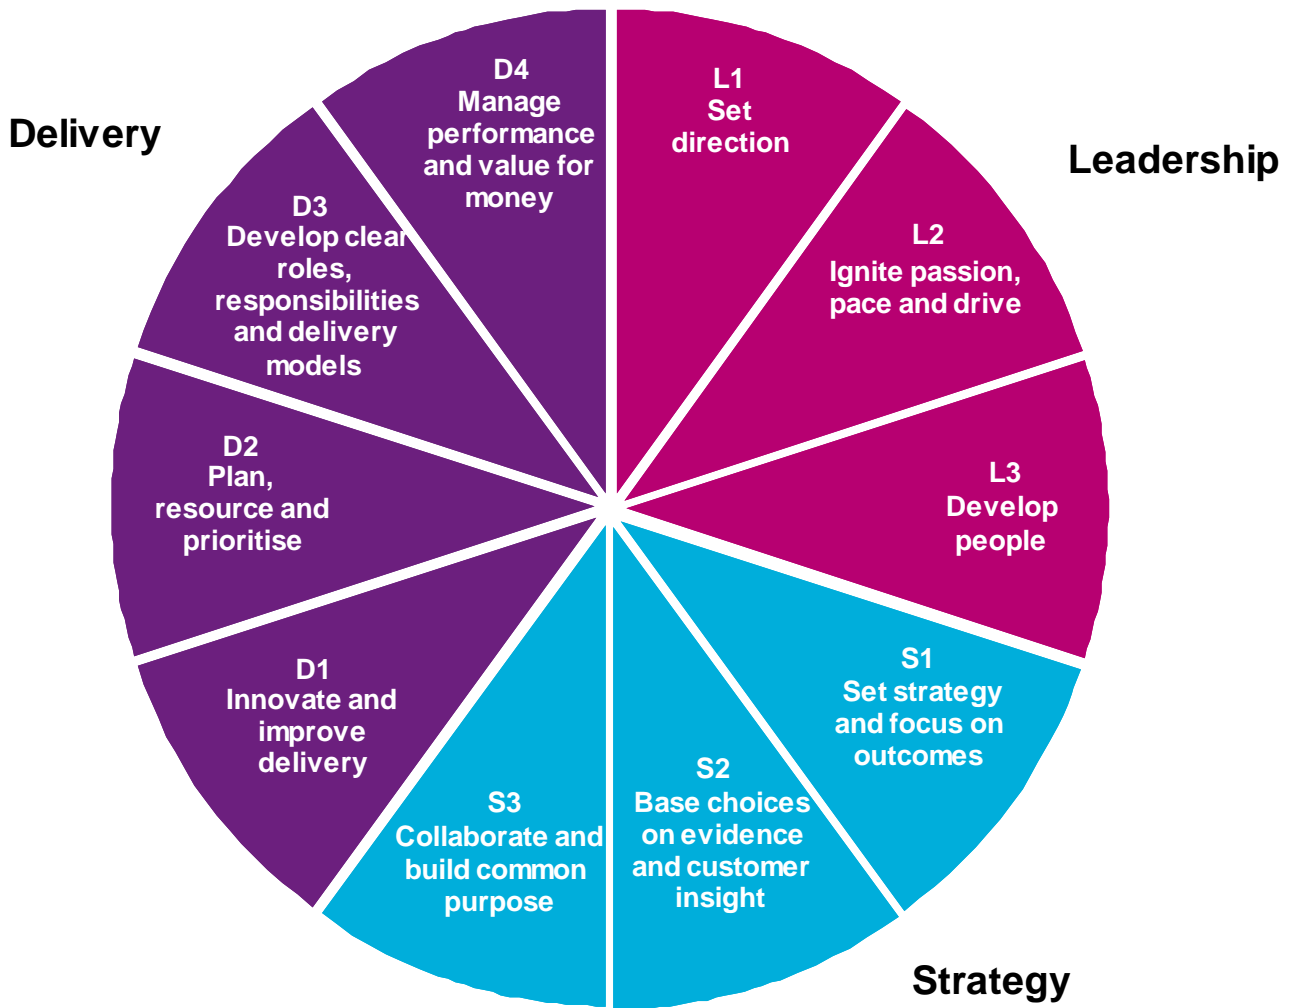 Delivery
D4
Manage
performance
and value for
money
L1
Set
direction
Leadership
D3
Develop clear
roles,
responsibilities
and delivery
models
L2
Ignite passion,
pace and drive
D2
Plan,
resource and
prioritise
L3
Develop
people
D1
Innovate and
improve
delivery
S1
Set strategy
and focus on
outcomes
S3
Collaborate and
build common
purpose
S2
Base choices
on evidence
and customer
insight
Strategy